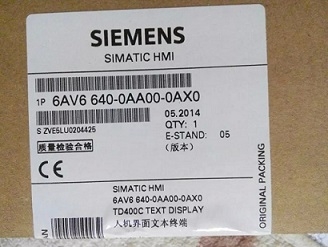 SIEMENS
SIMATIC HMI
1P 6AV6 640-0AA00-0AX0
05.2014
S ZVE5LU0204425
QTY: 1
E-STAND: 05
(版本)
质量检验合格
CE
ORIGINAL PACKING
SIMATIC HMI
6AV6 640-0AA00-0AX0
TD400C TEXT DISPLAY
人机界面文本终端